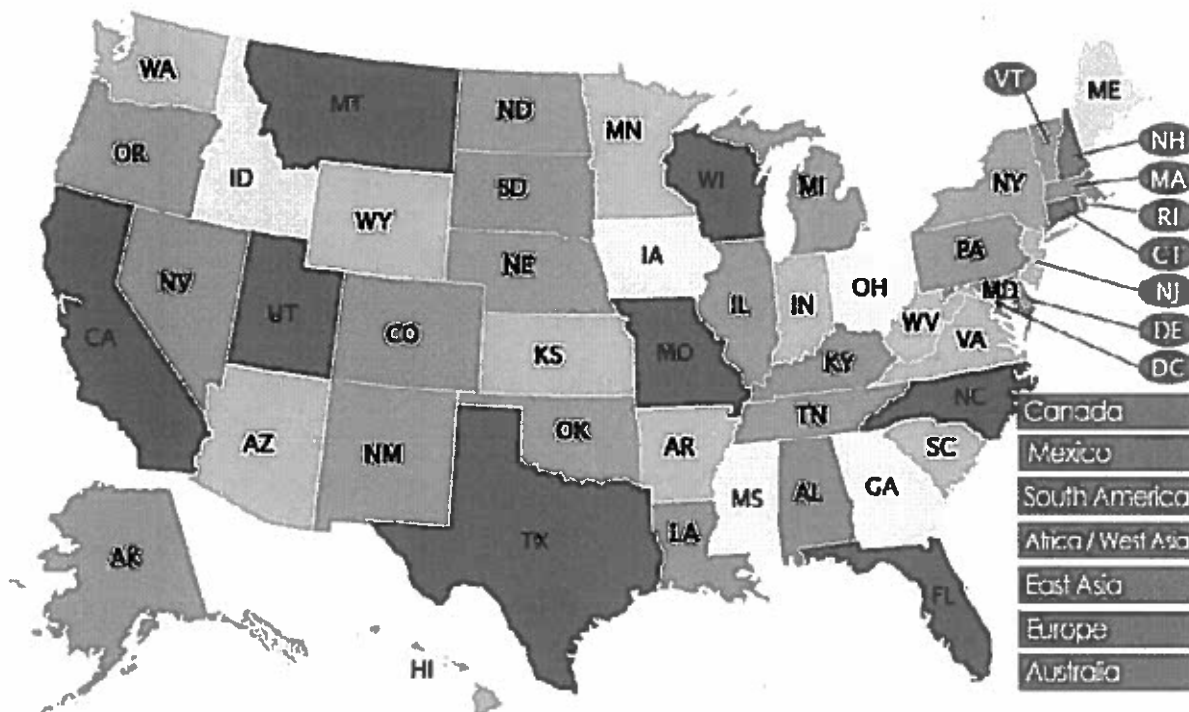 WA
MT
ND
MN
VT
ME
OR
ID
SD
WI
MI
NY
NH
MA
WY
RI
IA
NE
PA
CT
NV
OH
NJ
UT
IL
IN
MD
CA
CO
WV
DE
KS
MO
VA
KY
DC
NC
TN
Canada
AZ
NM
OK
AR
SC
Mexico
MS
AL
GA
South America
TX
LA
Africa / West Asia
AK
East Asia
FL
Europe
HI
Australia